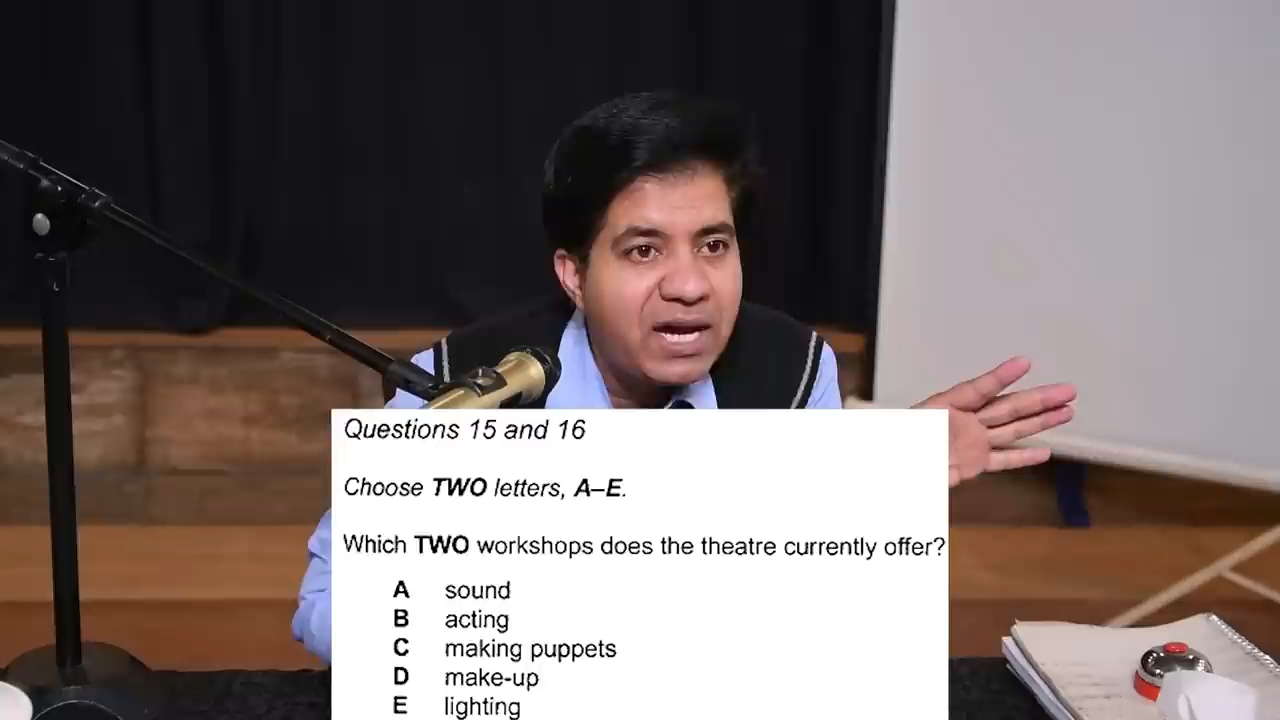 Questions 15 and 16
Choose TWO letters, A–E.
Which TWO workshops does the theatre currently offer?
A sound
B acting
C making puppets
D make-up
E lighting